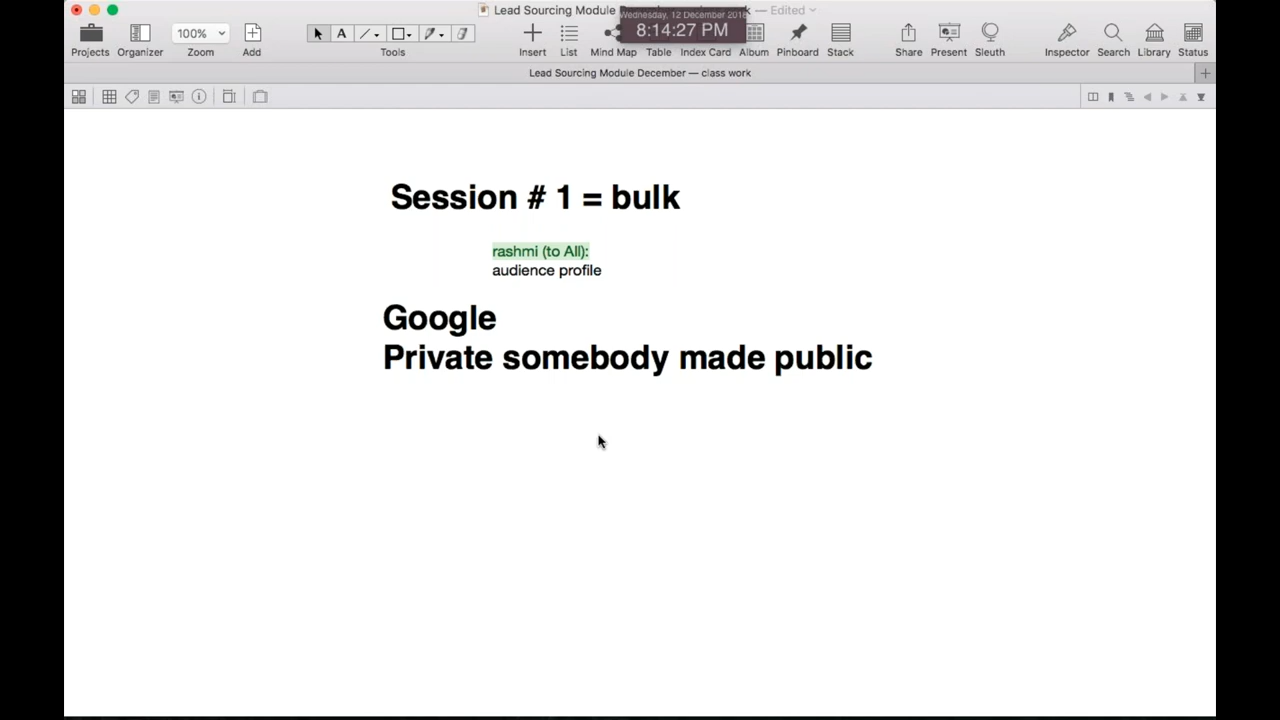 Lead Sourcing Module De
k — Edited
Wednesday, 12 December 2018
8:14:27 PM
100%
Projects
Organizer
Zoom
Add
A
Tools
Insert
List
Mind Map
Table
Index Card
Album
Pinboard
Stack
Share
Present
Sleuth
Inspector
Search
Library
Status
Lead Sourcing Module December — class work
Session # 1 = bulk
rashmi (to All):
audience profile
Google
Private somebody made public